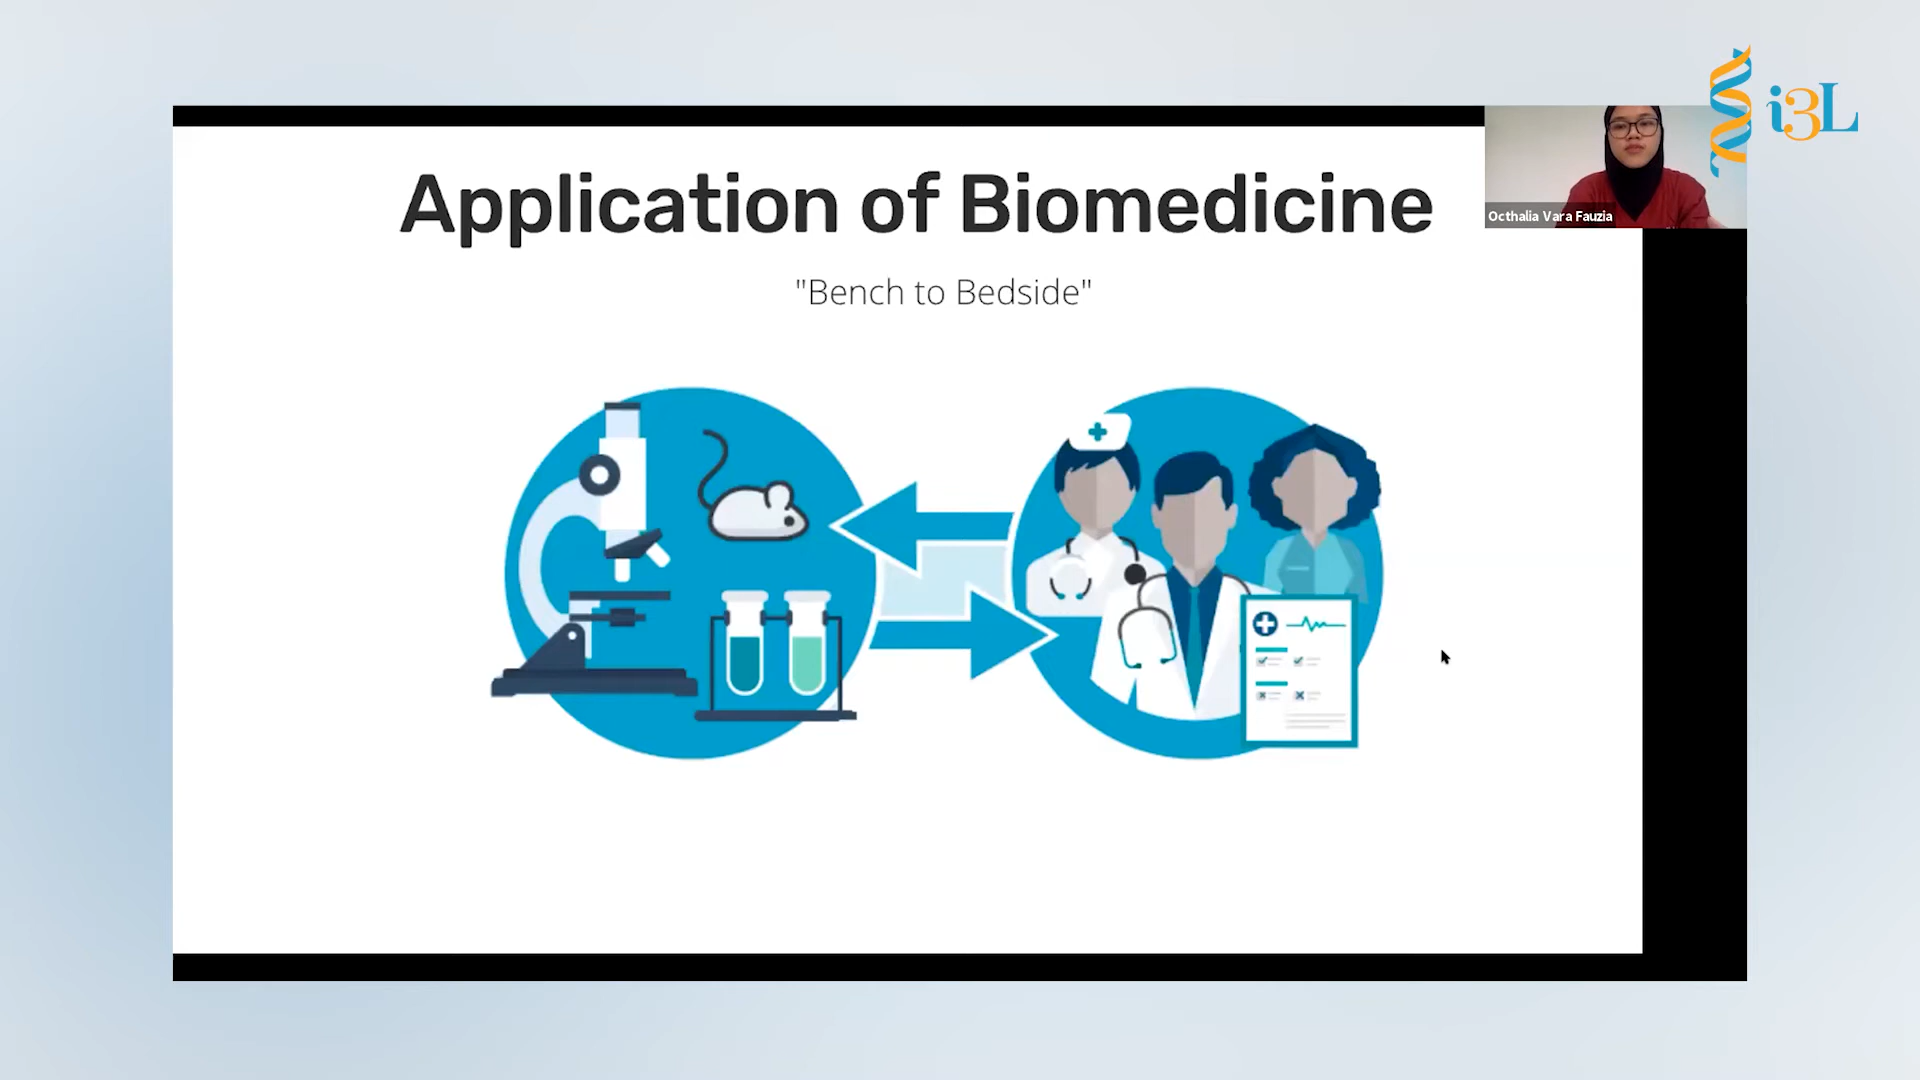 Application of Biomedicine
"Bench to Bedside"
Octhalia Vara Fauzia
i3L